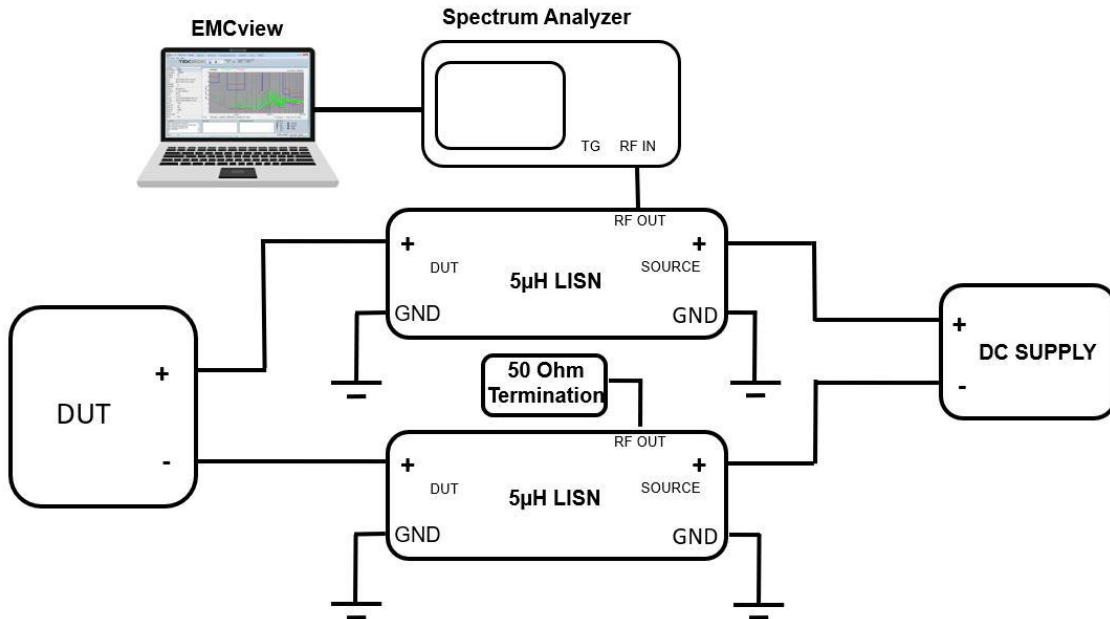 Spectrum Analyzer
EMCview
TG RF IN
RF OUT
+ +
DUT SOURCE
5µH LISN
GND GND
+
DC SUPPLY
-
50 Ohm
Termination
+
DUT
-
RF OUT
+ +
DUT SOURCE
5µH LISN
GND GND